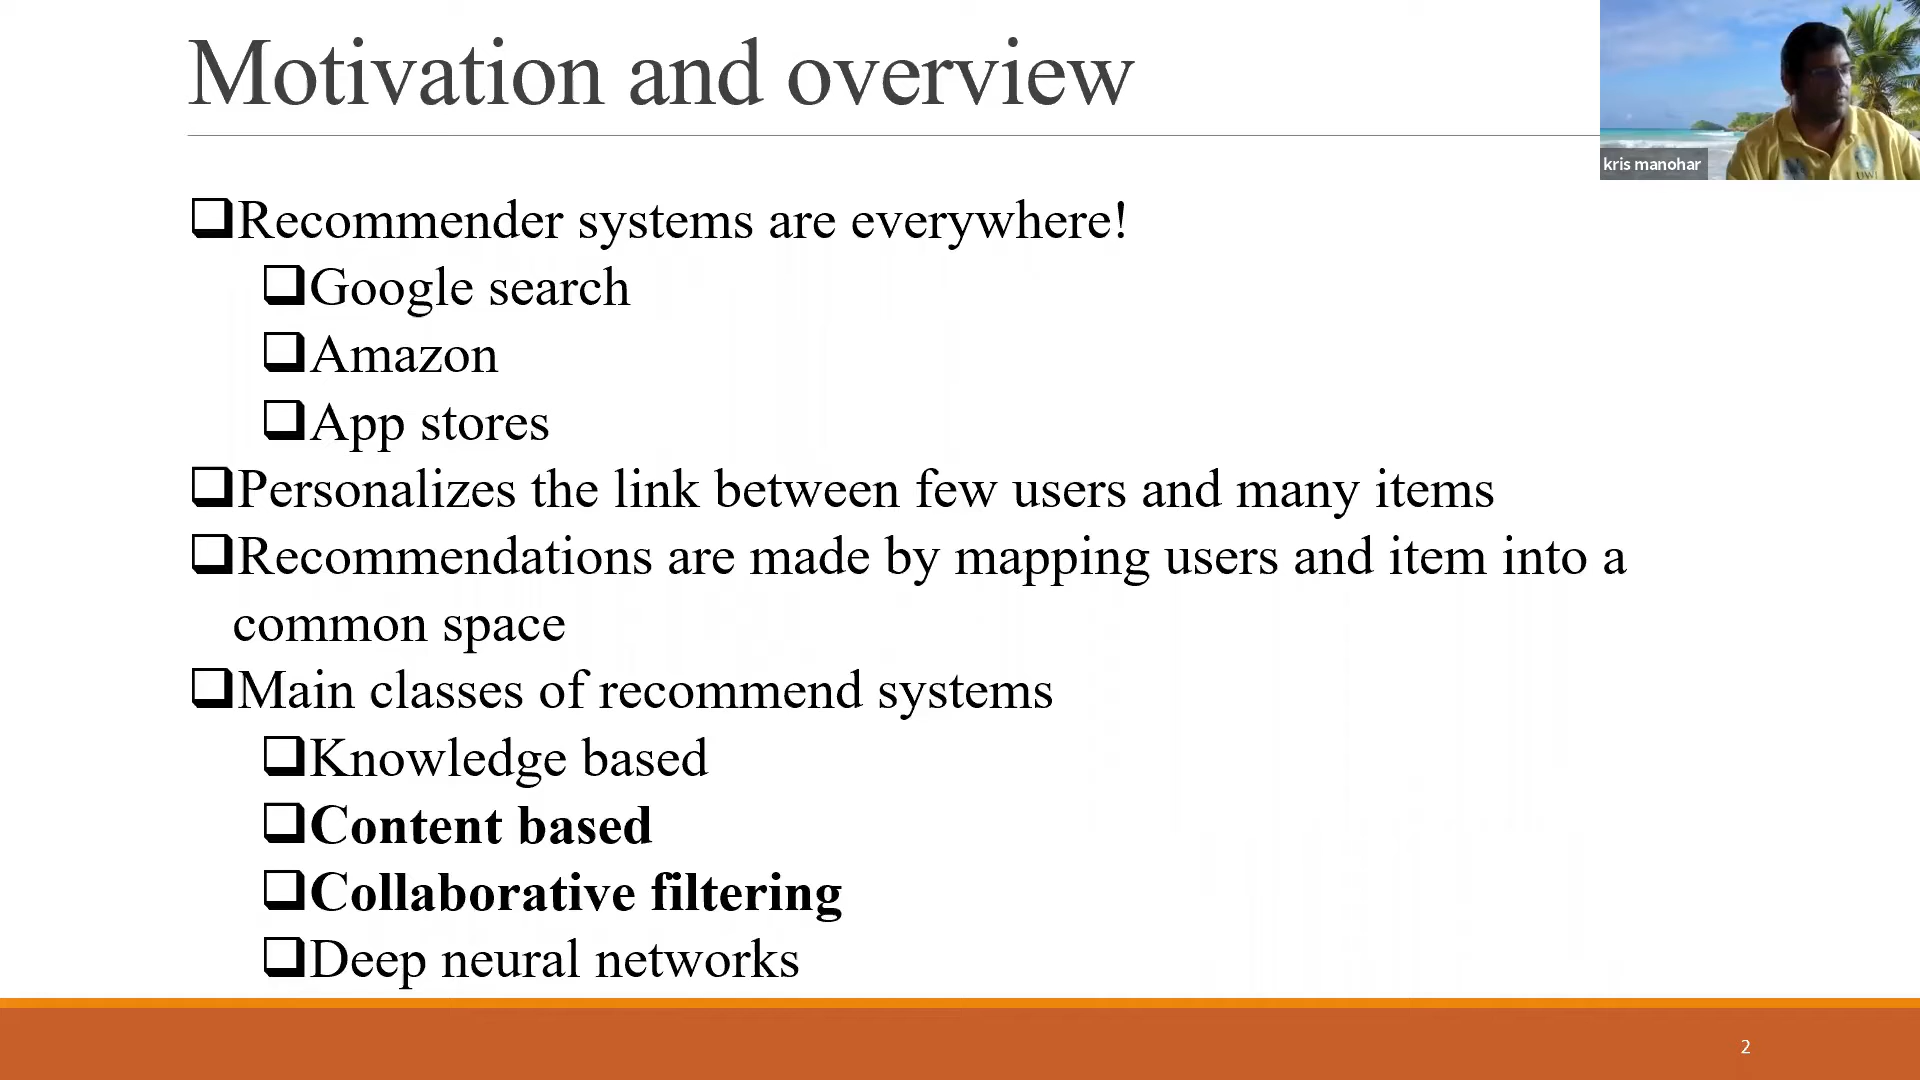 Motivation and overview
kris manohar
Recommender systems are everywhere!
Google search
Amazon
App stores
Personalizes the link between few users and many items
Recommendations are made by mapping users and item into a
common space
Main classes of recommend systems
Knowledge based
Content based
Collaborative filtering
Deep neural networks
2